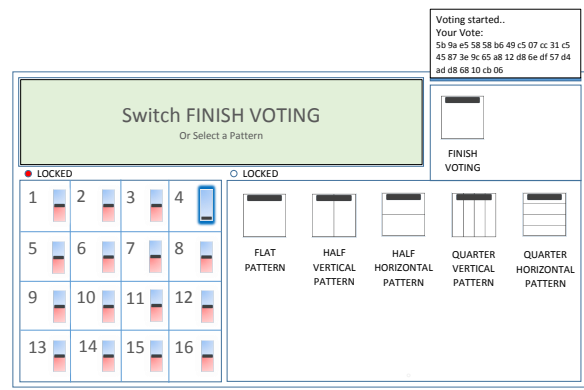 Voting started..
Your Vote:
5b 9a e5 58 58 b6 49 c5 07 cc 31 c5
45 87 3e 9c 65 a8 12 d8 6e df 57 d4
ad d8 68 10 cb 06
Switch FINISH VOTING
Or Select a Pattern
FINISH
VOTING
LOCKED
LOCKED
1 2 3 4
5 6 7 8
9 10 11 12
13 14 15 16
FLAT
PATTERN
HALF
VERTICAL
PATTERN
HALF
HORIZONTAL
PATTERN
QUARTER
VERTICAL
PATTERN
QUARTER
HORIZONTAL
PATTERN